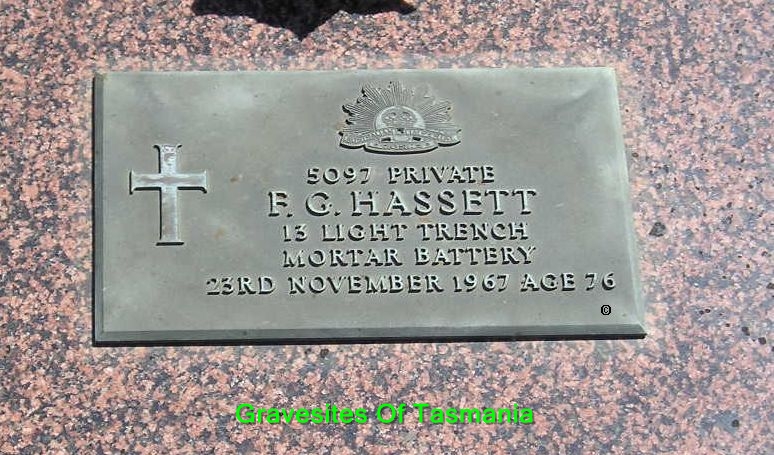 5097 PRIVATE
F. G. HASSETT
13 LIGHT TRENCH
MORTAR BATTERY
23RD NOVEMBER 1967 AGE 76
©
Gravesites Of Tasmania